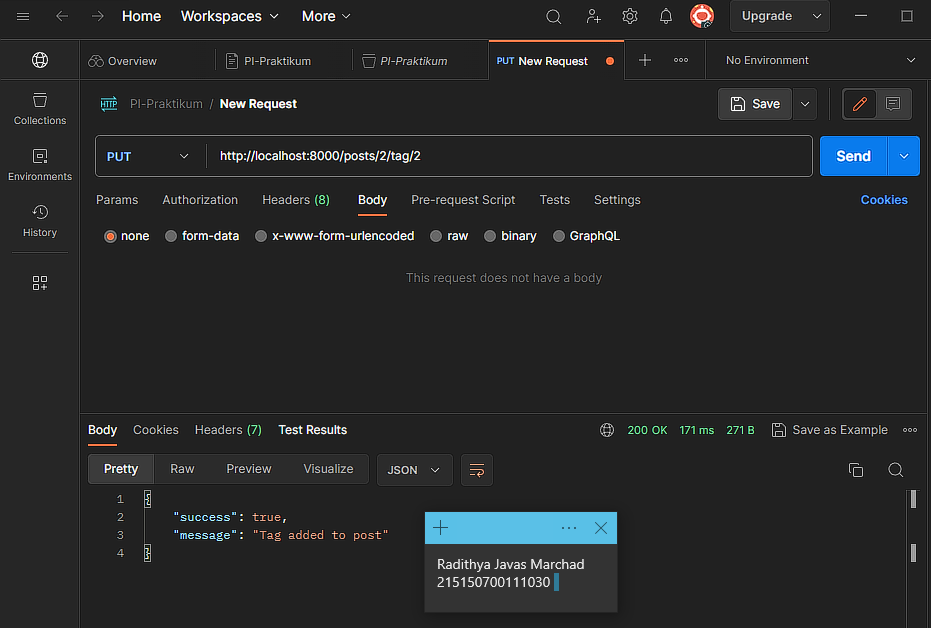 Home Workspaces More Upgrade
Overview PI-Praktikum PI-Praktikum PUT New Request No Environment
HTTP PI-Praktikum / New Request Save
Collections
PUT http://localhost:8000/posts/2/tag/2 Send
Environments
Params Authorization Headers (8) Body Pre-request Script Tests Settings Cookies
History
none form-data x-www-form-urlencoded raw binary GraphQL
This request does not have a body
Body Cookies Headers (7) Test Results 200 OK 171 ms 271 B Save as Example
Pretty Raw Preview Visualize JSON
1 {
2 "success": true,
3 "message": "Tag added to post"
4 }
Radithya Javas Marchad
215150700111030